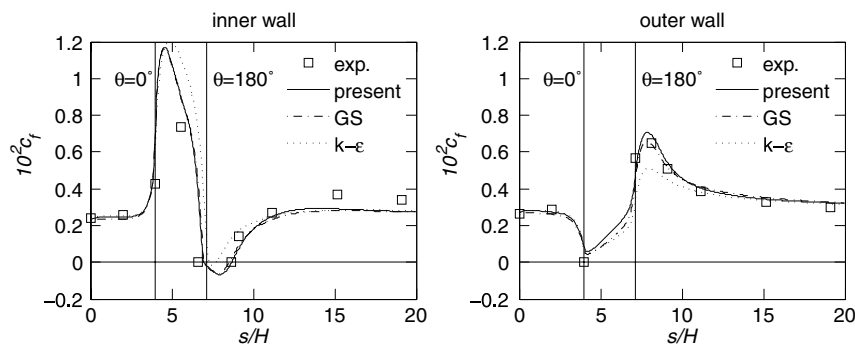 inner wall
1.2
1
0.8
0.6
0.4
0.2
0
−0.2
10²c_f
θ=0°
θ=180°
exp.
present
GS
k−ε
0 5 10 15 20
s/H
outer wall
1.2
1
0.8
0.6
0.4
0.2
0
−0.2
10²c_f
θ=0°
θ=180°
exp.
present
GS
k−ε
0 5 10 15 20
s/H